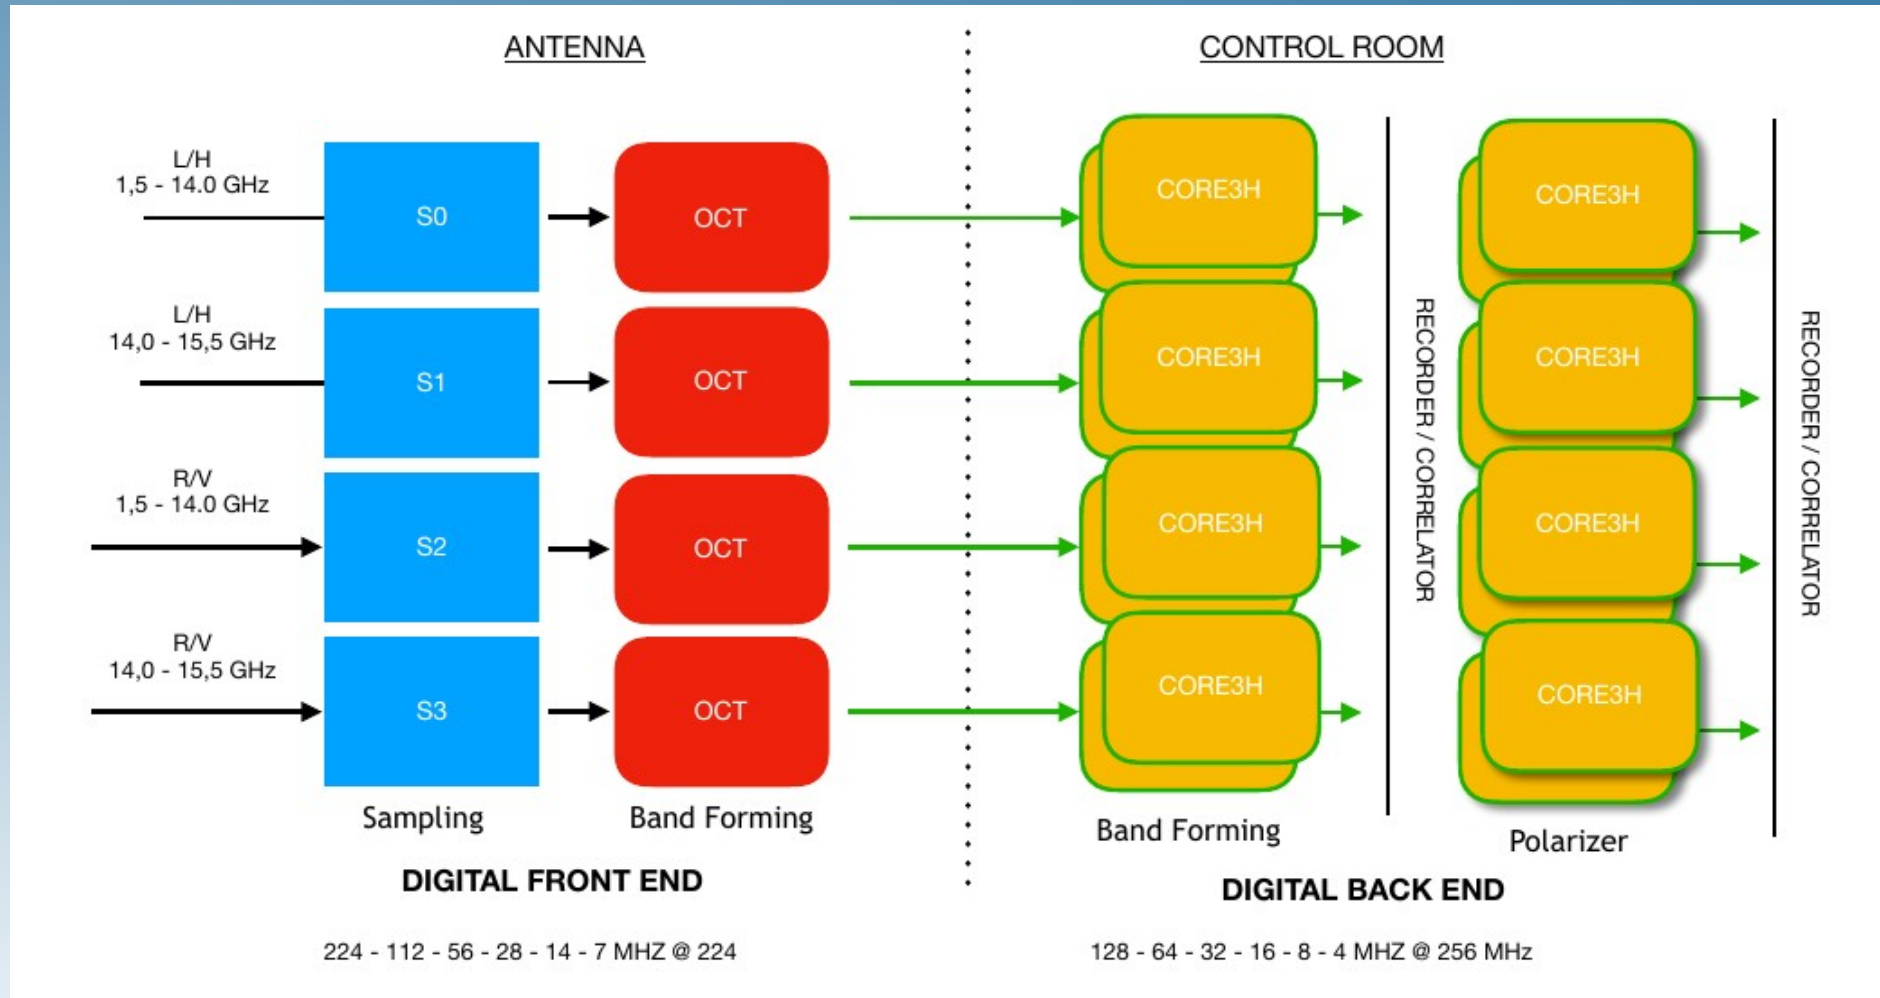 ANTENNA
CONTROL ROOM
L/H
1,5 - 14.0 GHz
S0
OCT
CORE3H
CORE3H
L/H
14,0 - 15,5 GHz
S1
OCT
CORE3H
CORE3H
R/V
1,5 - 14.0 GHz
S2
OCT
CORE3H
CORE3H
R/V
14,0 - 15,5 GHz
S3
OCT
CORE3H
CORE3H
RECORDER / CORRELATOR
RECORDER / CORRELATOR
Sampling
Band Forming
Band Forming
Polarizer
DIGITAL FRONT END
DIGITAL BACK END
224 - 112 - 56 - 28 - 14 - 7 MHZ @ 224
128 - 64 - 32 - 16 - 8 - 4 MHZ @ 256 MHz